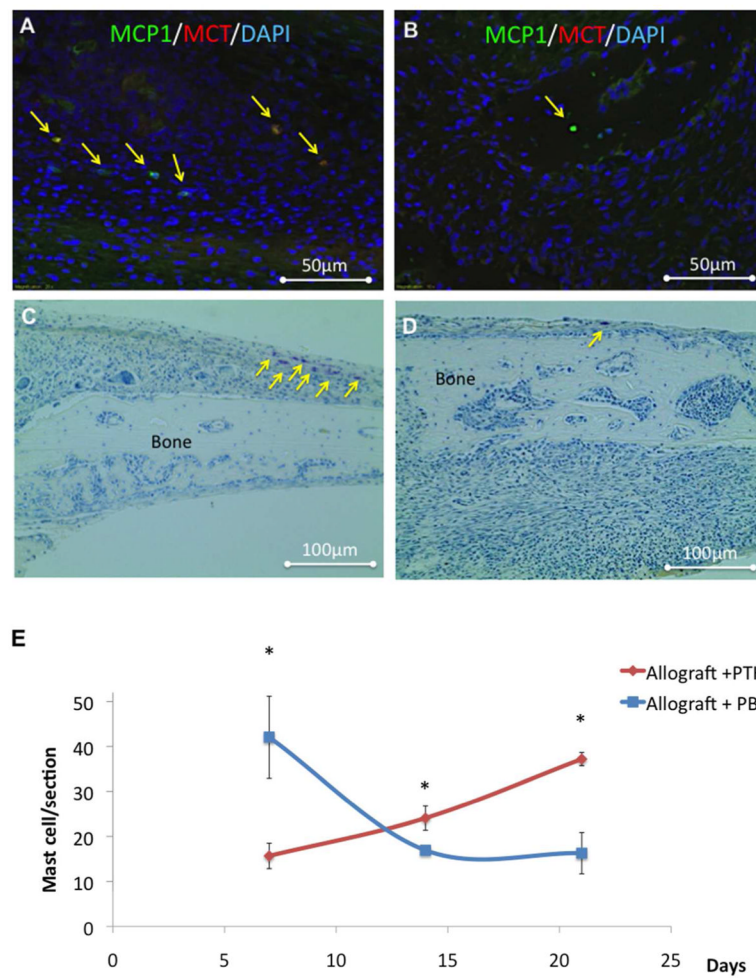 A
MCP1/MCT/DAPI
50μm
B
MCP1/MCT/DAPI
50μm
C
Bone
100μm
D
Bone
100μm
E
*
*
*
Allograft +PT
Allograft + PB
Mast cell/section
50
40
30
20
10
0
0
5
10
15
20
25
Days